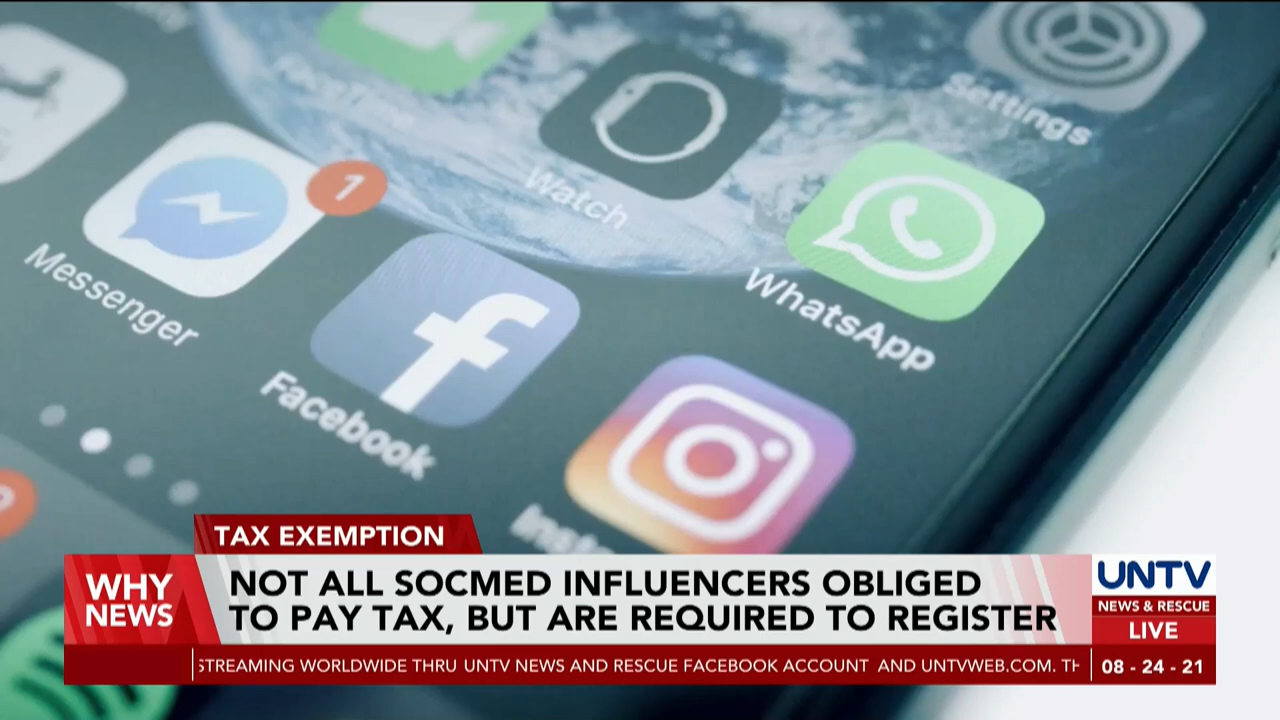 Settings
Watch
1
WhatsApp
Messenger
Facebook
TAX EXEMPTION
WHY
NEWS
NOT ALL SOCMED INFLUENCERS OBLIGED
TO PAY TAX, BUT ARE REQUIRED TO REGISTER
UNTV
NEWS & RESCUE
LIVE
STREAMING WORLDWIDE THRU UNTV NEWS AND RESCUE FACEBOOK ACCOUNT AND UNTVWEB.COM.
08 - 24 - 21